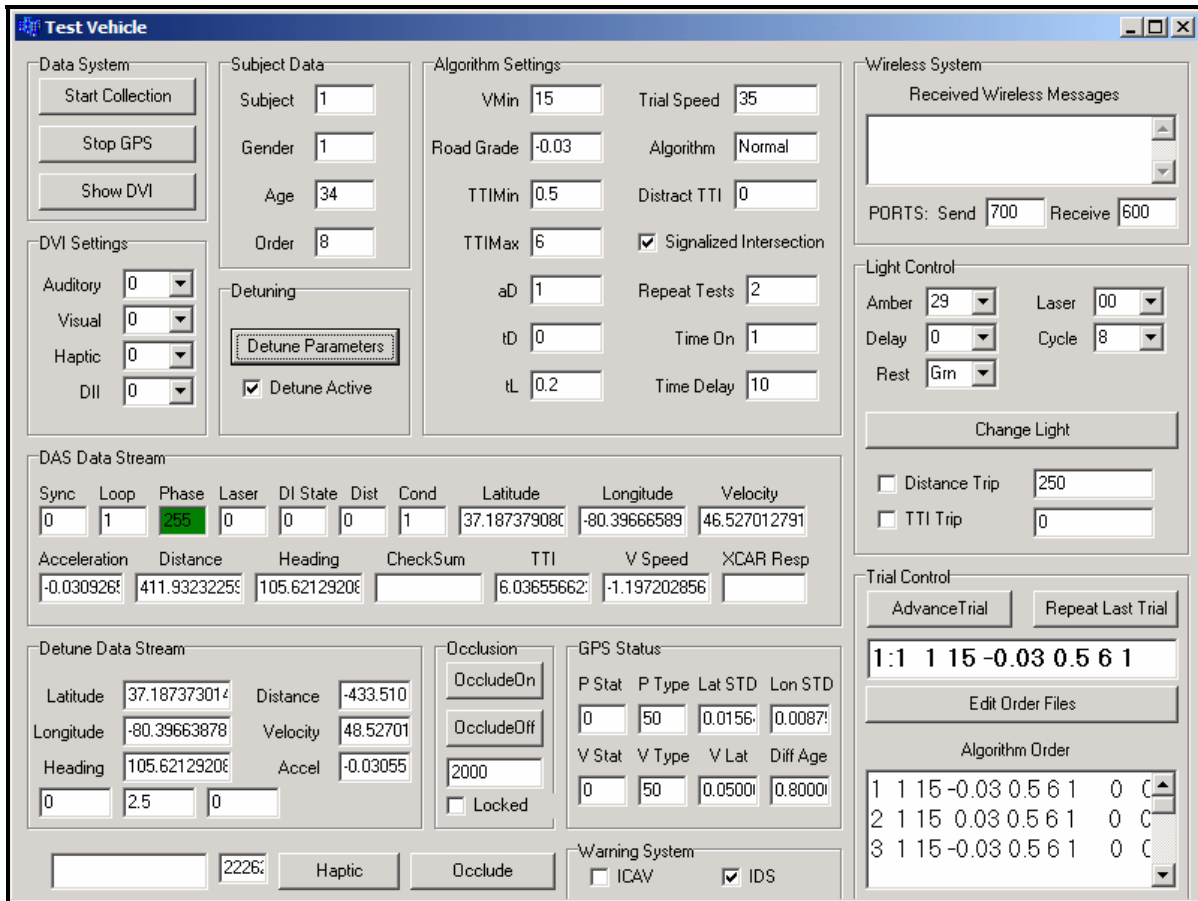 Test Vehicle
Data System
Start Collection
Stop GPS
Show DVI
DVI Settings
Auditory 0
Visual 0
Haptic 0
DII 0
Subject Data
Subject 1
Gender 1
Age 34
Order 8
Detuning
Detune Parameters
Detune Active
Algorithm Settings
VMin 15 Trial Speed 35
Road Grade -0.03 Algorithm Normal
TTIMin 0.5 Distract TTI 0
TTIMax 6 Signalized Intersection
aD 1 Repeat Tests 2
tD 0 Time On 1
tL 0.2 Time Delay 10
Wireless System
Received Wireless Messages
PORTS: Send 700 Receive 600
Light Control
Amber 29 Laser 00
Delay 0 Cycle 8
Rest Grn
Change Light
Distance Trip 250
TTI Trip 0
DAS Data Stream
Sync Loop Phase Laser DI State Dist Cond Latitude Longitude Velocity
0 1 255 0 0 0 1 37.187379080 -80.39666589 46.527012791
Acceleration Distance Heading CheckSum TTI V Speed XCAR Resp
-0.0309265 411.93232259 105.62129208 6.03655662 -1.197202856
Detune Data Stream
Latitude 37.187373014 Distance -433.510
Longitude -80.39663878 Velocity 48.52701
Heading 105.62129208 Accel -0.03055
0 2.5 0
Occlusion
OccludeOn
OccludeOff
2000
Locked
GPS Status
P Stat P Type Lat STD Lon STD
0 50 0.0156 0.0087
V Stat V Type V Lat Diff Age
0 50 0.0500 0.8000
Trial Control
AdvanceTrial Repeat Last Trial
1:1 1 15 -0.03 0.5 6 1
Edit Order Files
Algorithm Order
1 1 15 -0.03 0.5 6 1 0
2 1 15 0.03 0.5 6 1 0
3 1 15 -0.03 0.5 6 1 0
2226 Haptic Occlude
Warning System
ICAV IDS